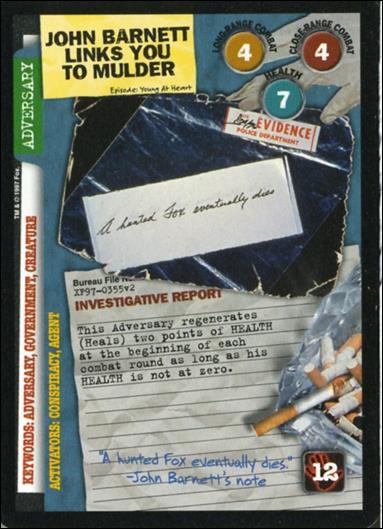 JOHN BARNETT
LINKS YOU
TO MULDER
Episode: Young At Heart
LONG-RANGE COMBAT
4
CLOSE-RANGE COMBAT
4
HEALTH
7
ADVERSARY
TM & © 1997 Fox.
EVIDENCE
POLICE DEPARTMENT
A hunted Fox eventually dies
Bureau File
XF97-0355v2
INVESTIGATIVE REPORT
This Adversary regenerates
(Heals) two points of HEALTH
at the beginning of each
combat round as long as his
HEALTH is not at zero.
KEYWORDS: ADVERSARY, GOVERNMENT, CREATURE
ACTIVATORS: CONSPIRACY, AGENT
"A hunted Fox eventually dies."
-John Barnett's note
12